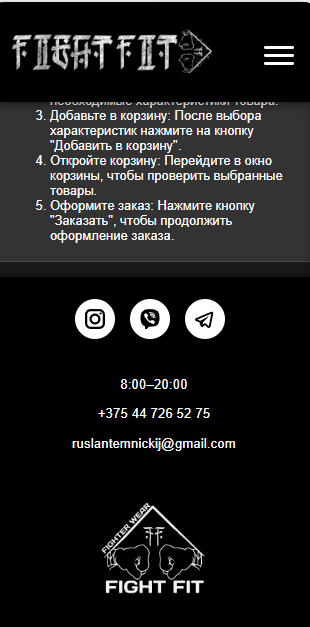 FIGHT FIT
необходимые характеристики товара.
3. Добавьте в корзину: После выбора
характеристик нажмите на кнопку
"Добавить в корзину".
4. Откройте корзину: Перейдите в окно
корзины, чтобы проверить выбранные
товары.
5. Оформите заказ: Нажмите кнопку
"Заказать", чтобы продолжить
оформление заказа.
8:00–20:00
+375 44 726 52 75
ruslantemnickij@gmail.com
FIGHTER WEAR
FF
FIGHT FIT